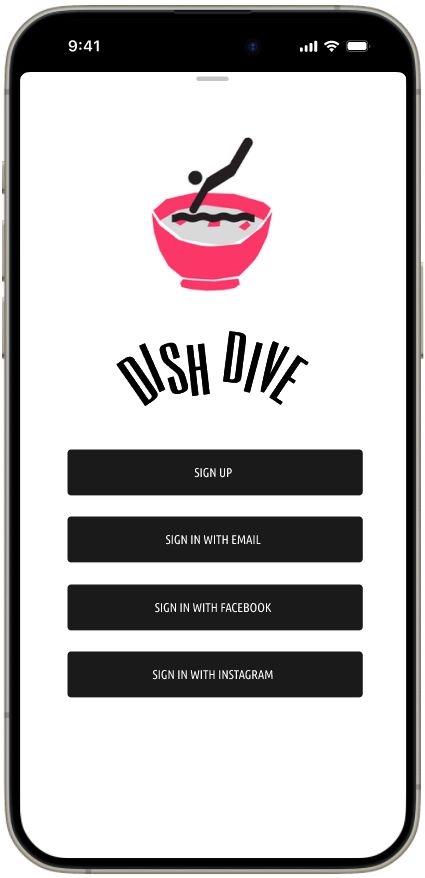 9:41
DISH DIVE
SIGN UP
SIGN IN WITH EMAIL
SIGN IN WITH FACEBOOK
SIGN IN WITH INSTAGRAM